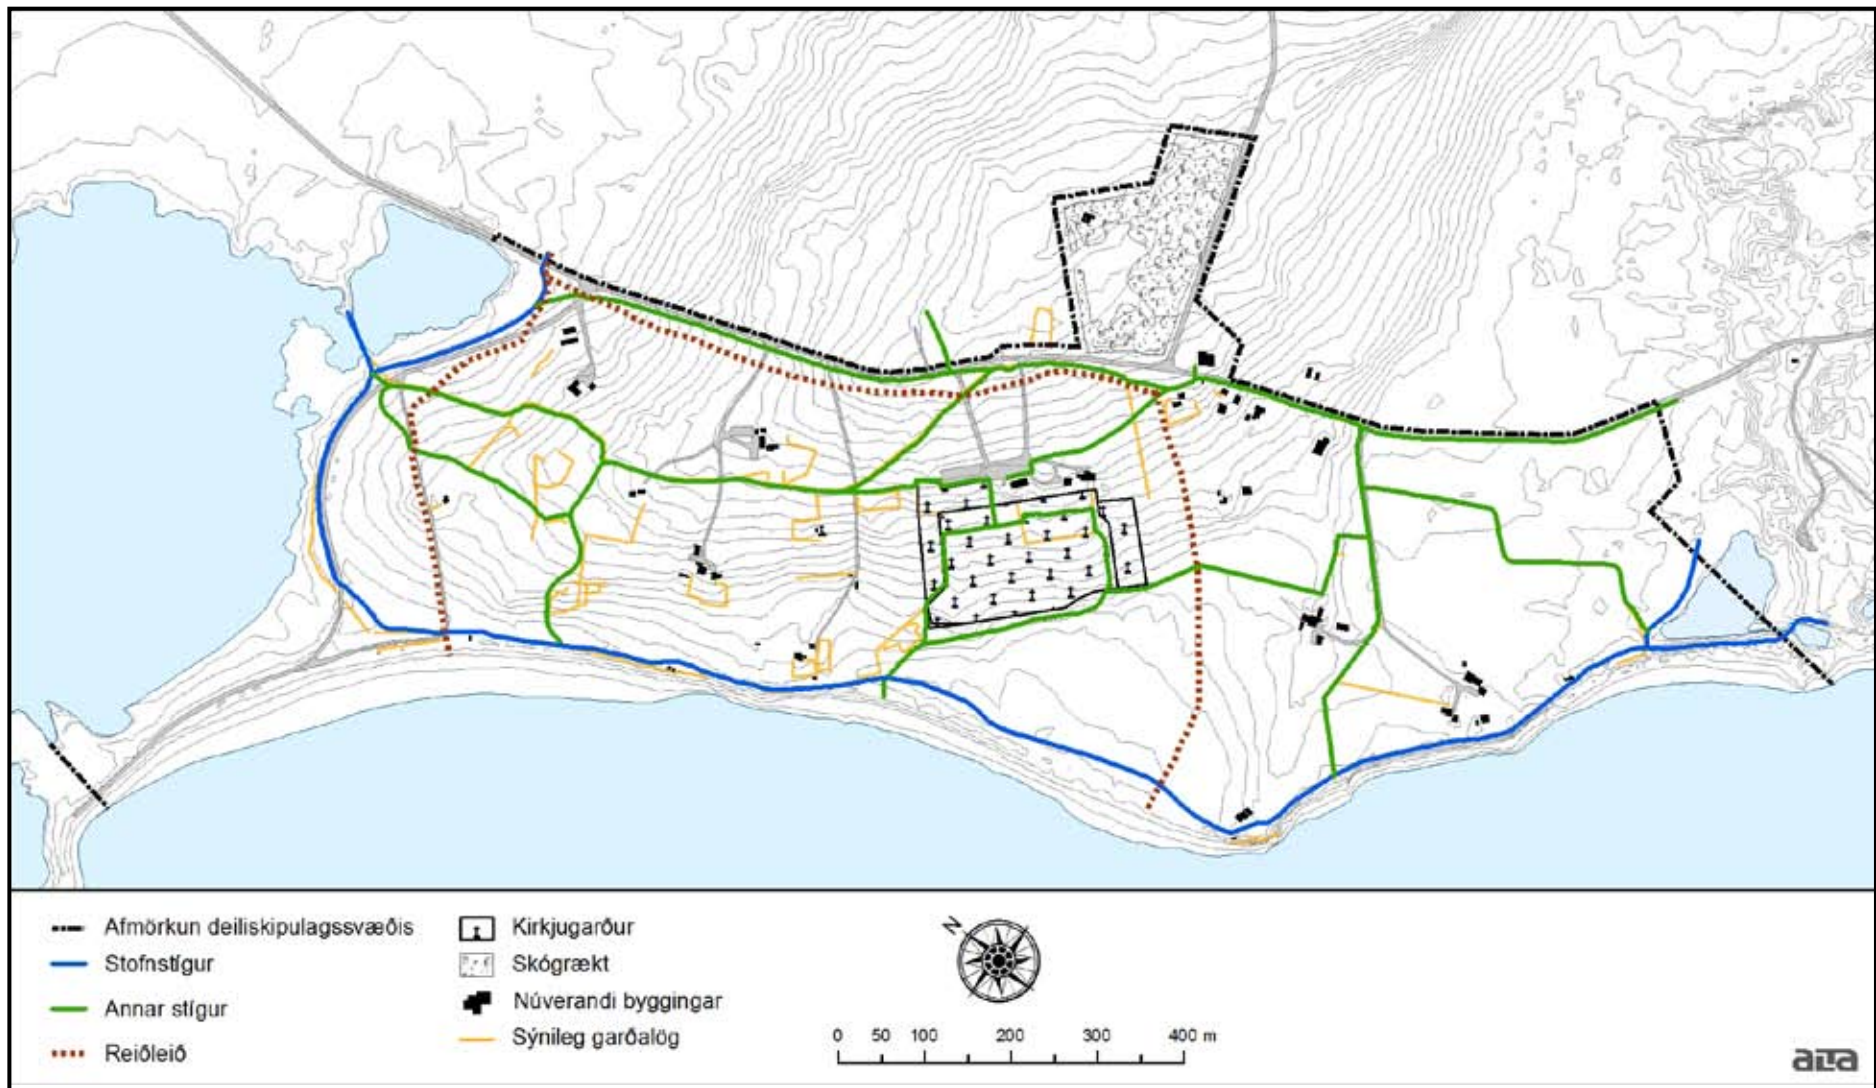 Afmörkun deiliskipulagssvæðis
Stofnstígur
Annar stígur
Reiðleið
Kirkjugarður
Skógrækt
Núverandi byggingar
Sýnileg garðalög
N
0 50 100 200 300 400 m
alta